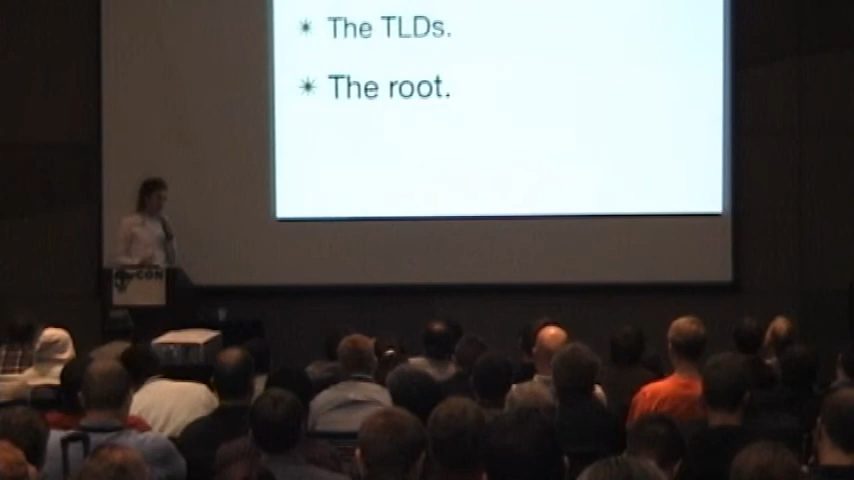 ✴ The TLDs.
✴ The root.